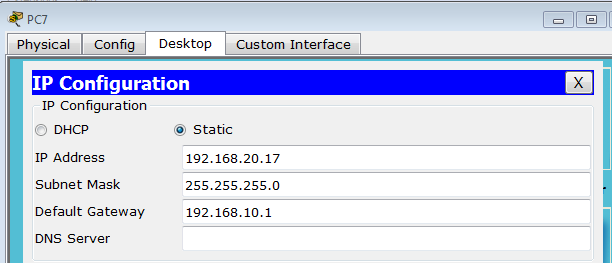 PC7
Physical Config Desktop Custom Interface
IP Configuration X
IP Configuration
DHCP Static
IP Address 192.168.20.17
Subnet Mask 255.255.255.0
Default Gateway 192.168.10.1
DNS Server